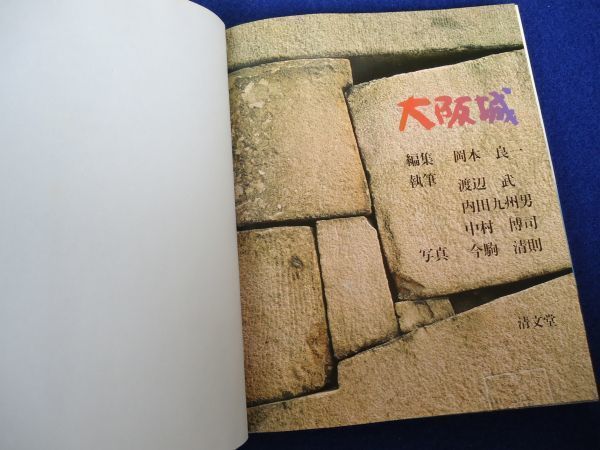 大阪城
編集 岡本 良一
執筆 渡辺 武
内田九州男
中村 博司
写真 今駒 清則
清文堂